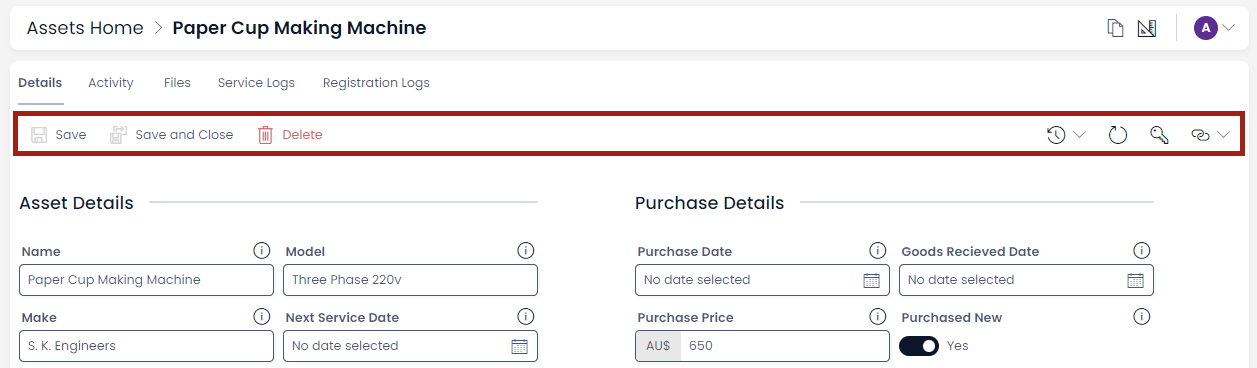 Assets Home > Paper Cup Making Machine
A
Details Activity Files Service Logs Registration Logs
Save Save and Close Delete
Asset Details Purchase Details
Name Model Purchase Date Goods Recieved Date
Paper Cup Making Machine Three Phase 220v No date selected No date selected
Make Next Service Date Purchase Price Purchased New
S. K. Engineers No date selected AU$ 650 Yes